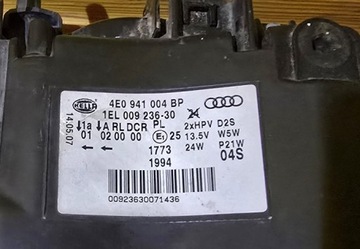 HELLA
4E0 941 004 BP
1EL 009 236-30
14.05.07
1a A RL DCR PL 2xHPV D2S
01 02 00 00 E1 25 13.5V W5W
1773 24W P21W
1994 04S
00923630071436